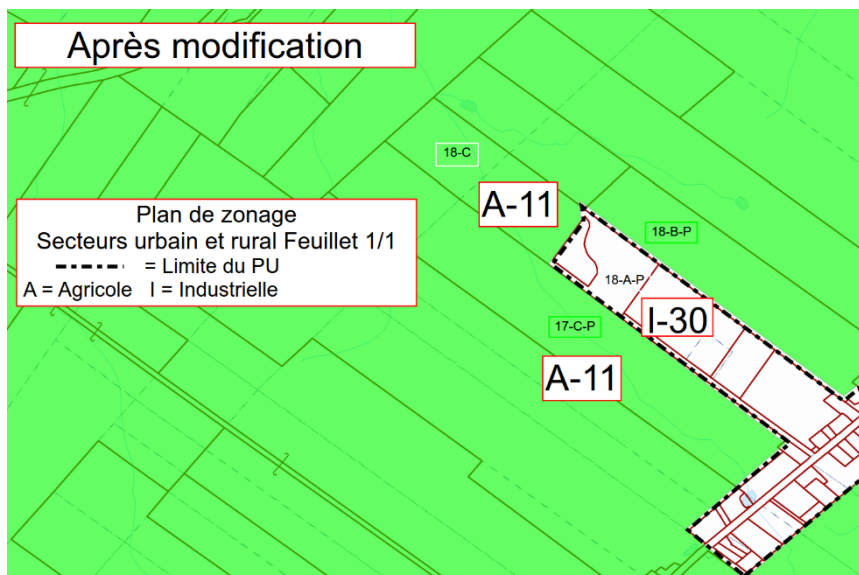 Après modification
18-C
A-11
Plan de zonage
Secteurs urbain et rural Feuillet 1/1
= Limite du PU
A = Agricole I = Industrielle
18-B-P
18-A-P
I-30
17-C-P
A-11